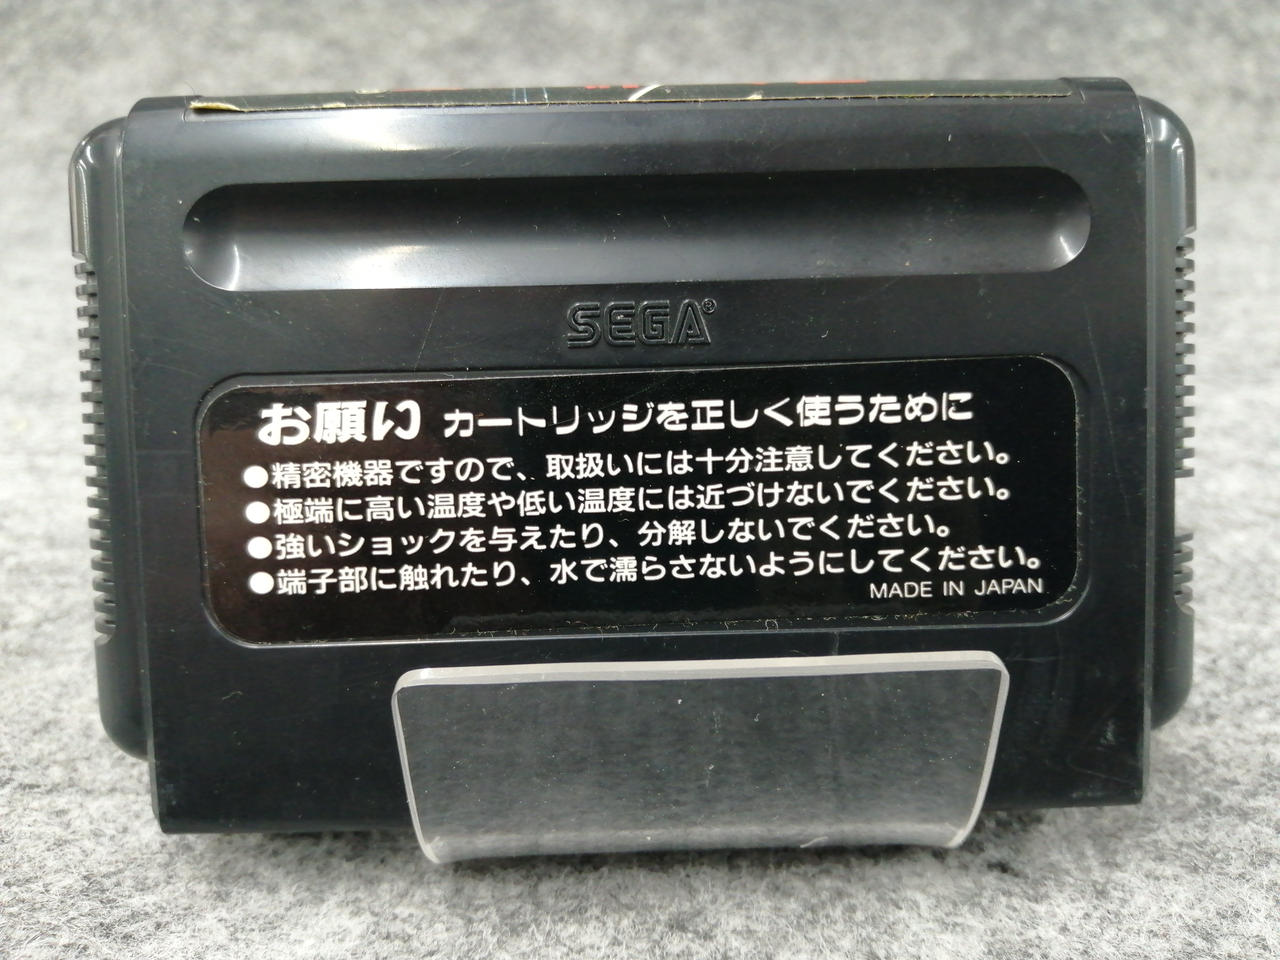 SEGA®
お願い カートリッジを正しく使うために
●精密機器ですので、取扱いには十分注意してください。
●極端に高い温度や低い温度には近づけないでください。
●強いショックを与えたり、分解しないでください。
●端子部に触れたり、水で濡らさないようにしてください。
MADE IN JAPAN